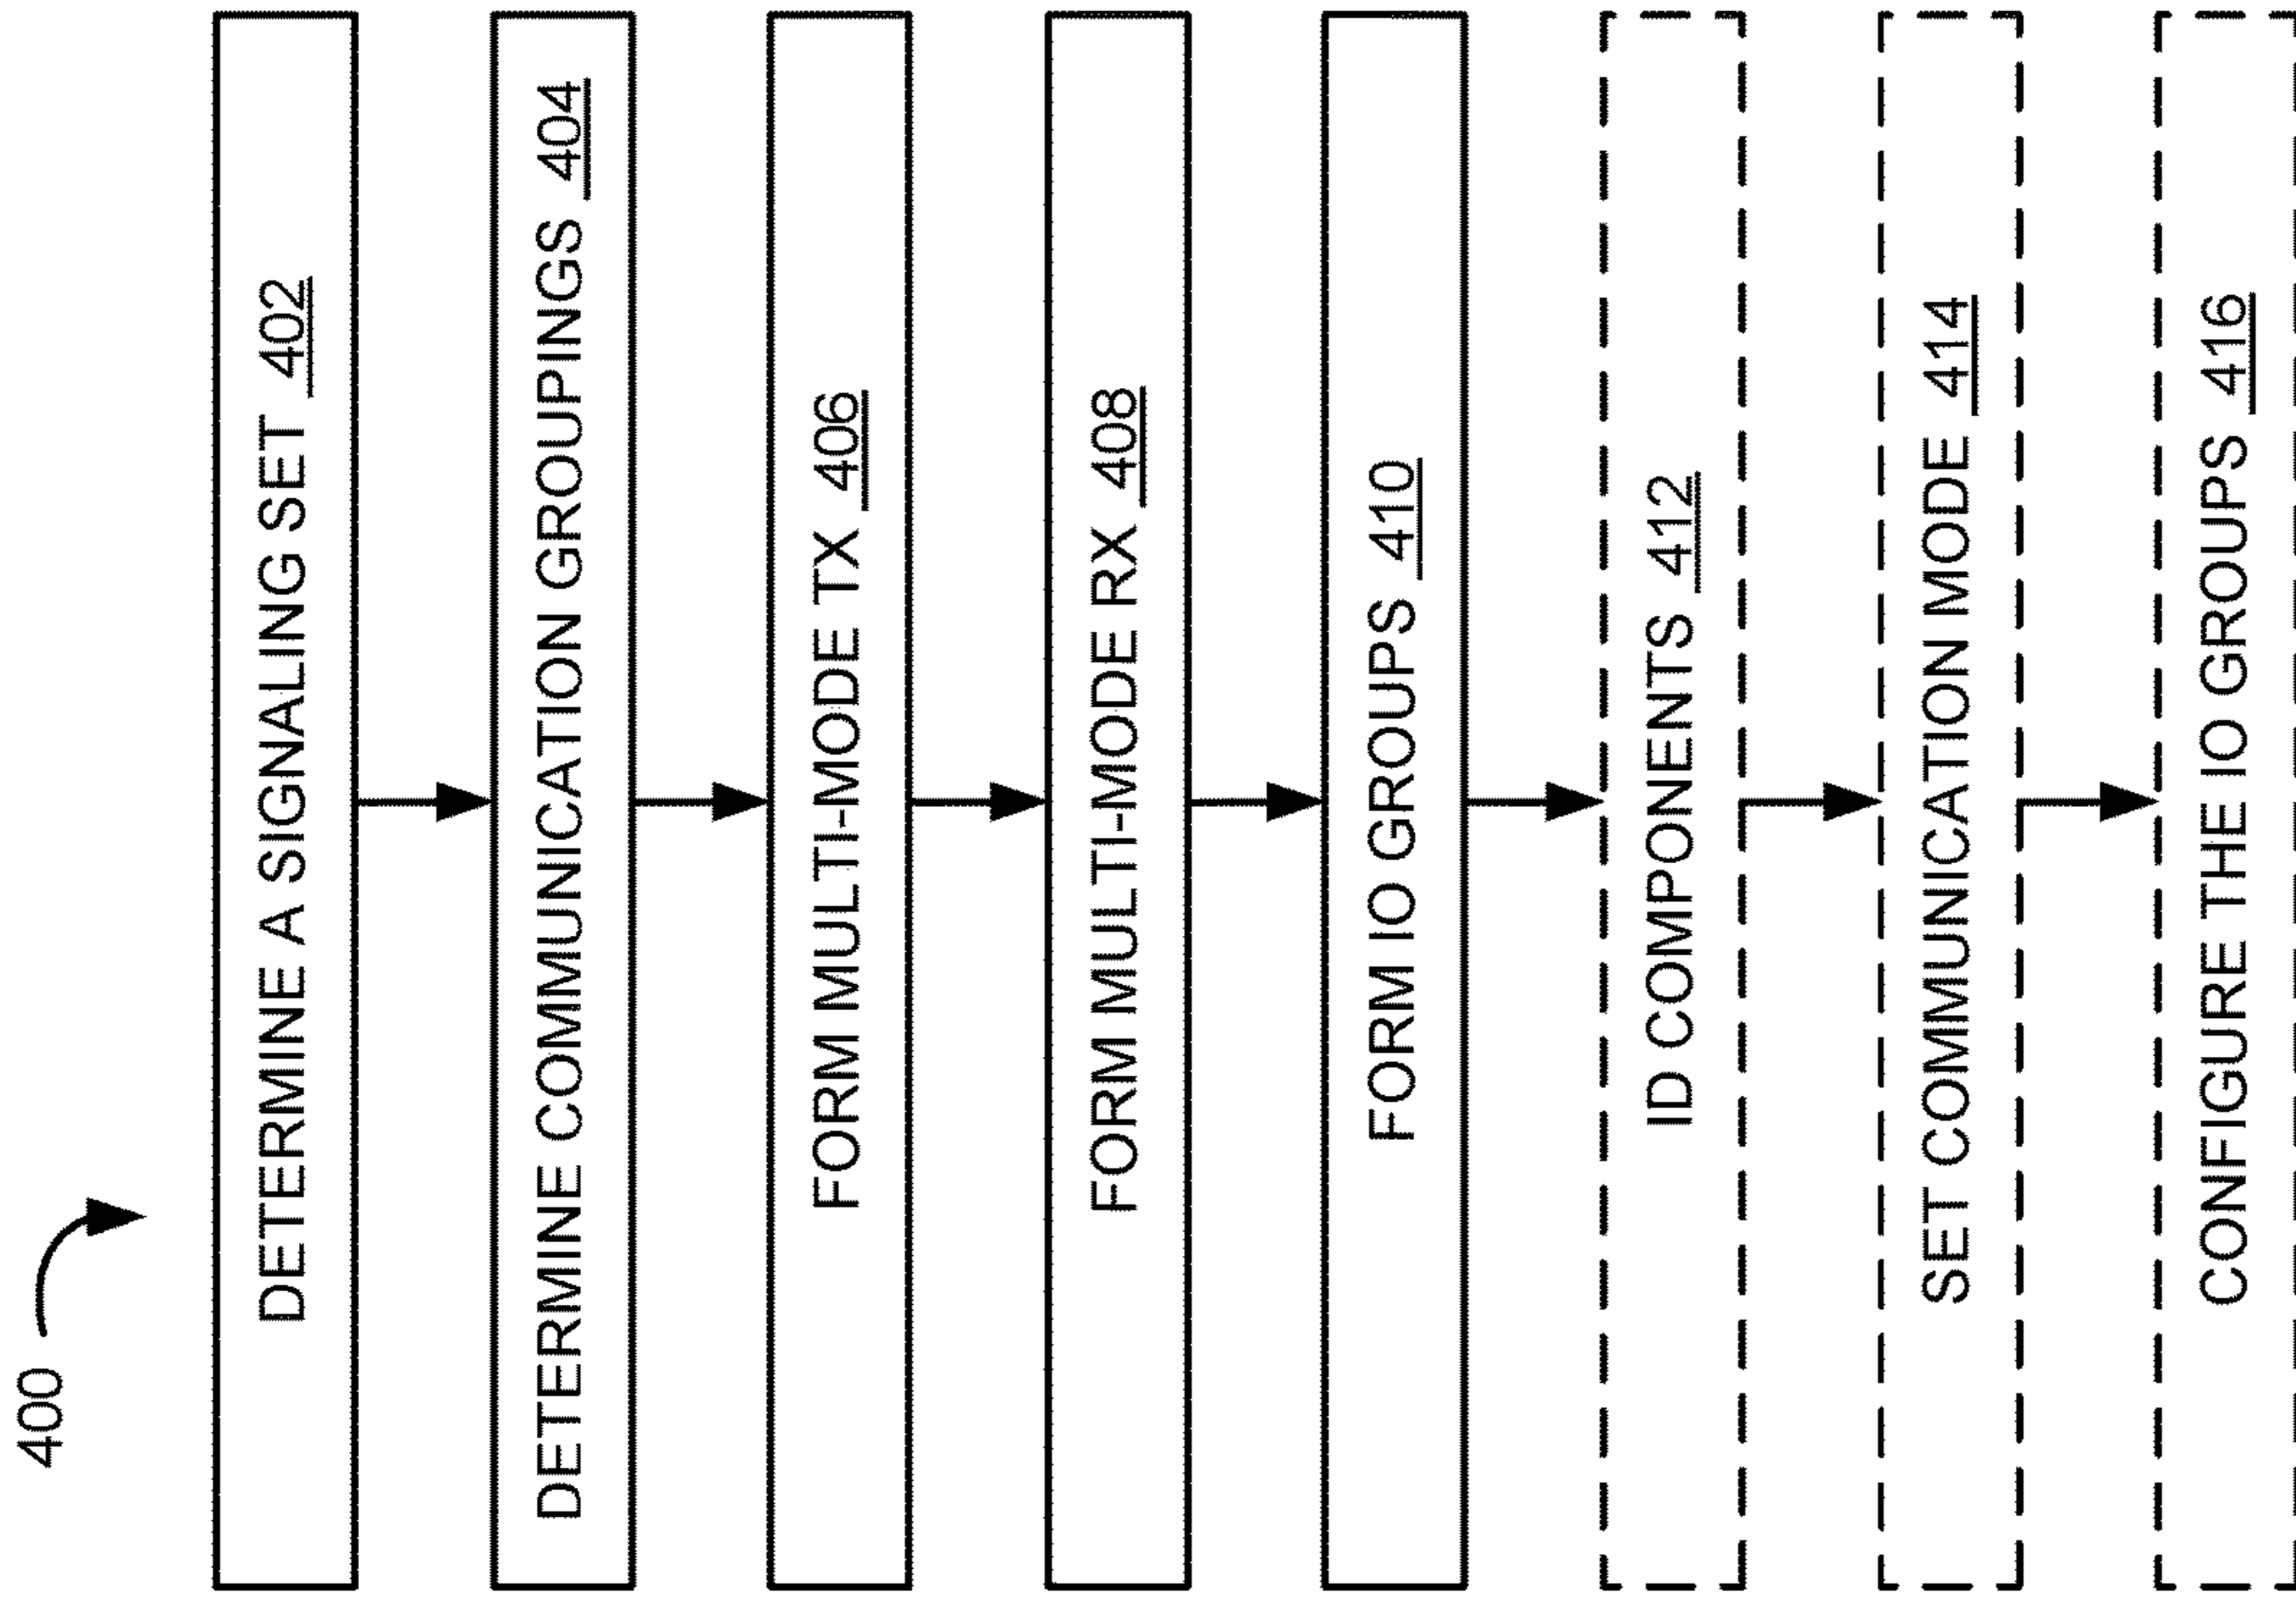 400
DETERMINE A SIGNALING SET 402
DETERMINE COMMUNICATION GROUPINGS 404
FORM MULTI-MODE TX 406
FORM MULTI-MODE RX 408
FORM IO GROUPS 410
ID COMPONENTS 412
SET COMMUNICATION MODE 414
CONFIGURE THE IO GROUPS 416